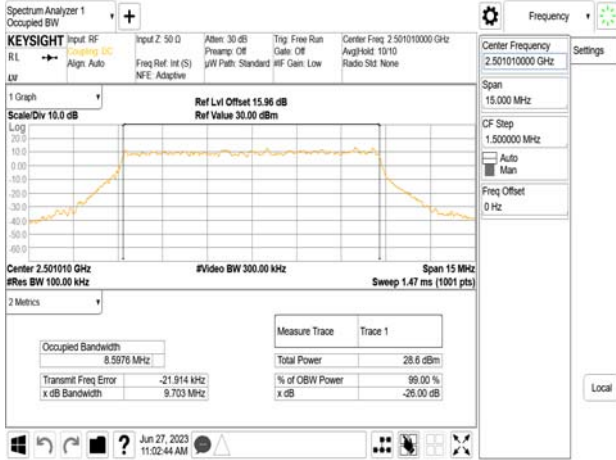 Spectrum Analyzer 1
Occupied BW
Frequency
KEYSIGHT
RL
Input: RF
Coupling: DC
Align: Auto
Input Z: 50 Ω
Freq Ref: Int (S)
NFE: Adaptive
Atten: 30 dB
Preamp: Off
µW Path: Standard
Trig: Free Run
Gate: Off
#IF Gain: Low
Center Freq: 2.501010000 GHz
Avg|Hold: 10/10
Radio Std: None
Center Frequency
2.501010000 GHz
Settings
Span
15.000 MHz
CF Step
1.500000 MHz
Auto
Man
Freq Offset
0 Hz
Local
1 Graph
Scale/Div 10.0 dB
Ref Lvl Offset 15.96 dB
Ref Value 30.00 dBm
Log
20.0
10.0
0.00
-10.0
-20.0
-30.0
-40.0
-50.0
-60.0
Center 2.501010 GHz
#Res BW 100.00 kHz
#Video BW 300.00 kHz
Span 15 MHz
Sweep 1.47 ms (1001 pts)
2 Metrics
Measure Trace
Trace 1
Occupied Bandwidth
8.5976 MHz
Total Power
28.6 dBm
Transmit Freq Error
-21.914 kHz
% of OBW Power
99.00 %
x dB Bandwidth
9.703 MHz
x dB
-26.00 dB
Jun 27, 2023
11:02:44 AM